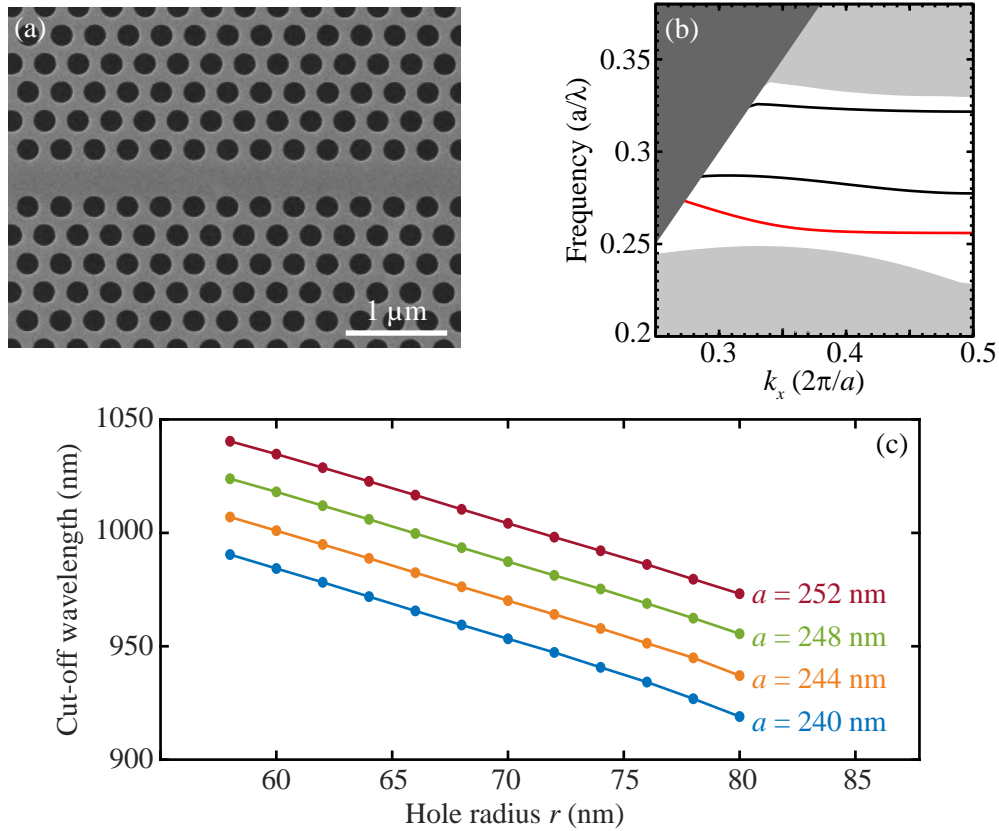 (a)
1 µm
(b)
Frequency (a/λ)
0.35
0.3
0.25
0.2
0.3
0.4
0.5
k_x (2π/a)
(c)
Cut-off wavelength (nm)
1050
1000
950
900
a = 252 nm
a = 248 nm
a = 244 nm
a = 240 nm
60
65
70
75
80
85
Hole radius r (nm)